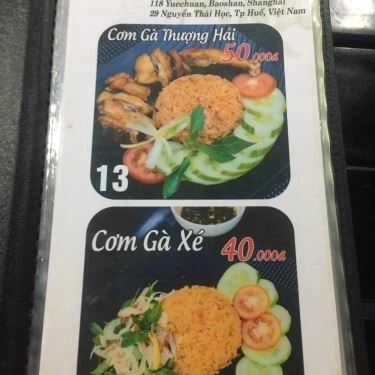 118 Yuechuan, Baoshan, Shanghai
29 Nguyễn Thái Học, Tp Huế, Việt Nam
Cơm Gà Thượng Hải
50.000đ
13
Cơm Gà Xé
40.000đ